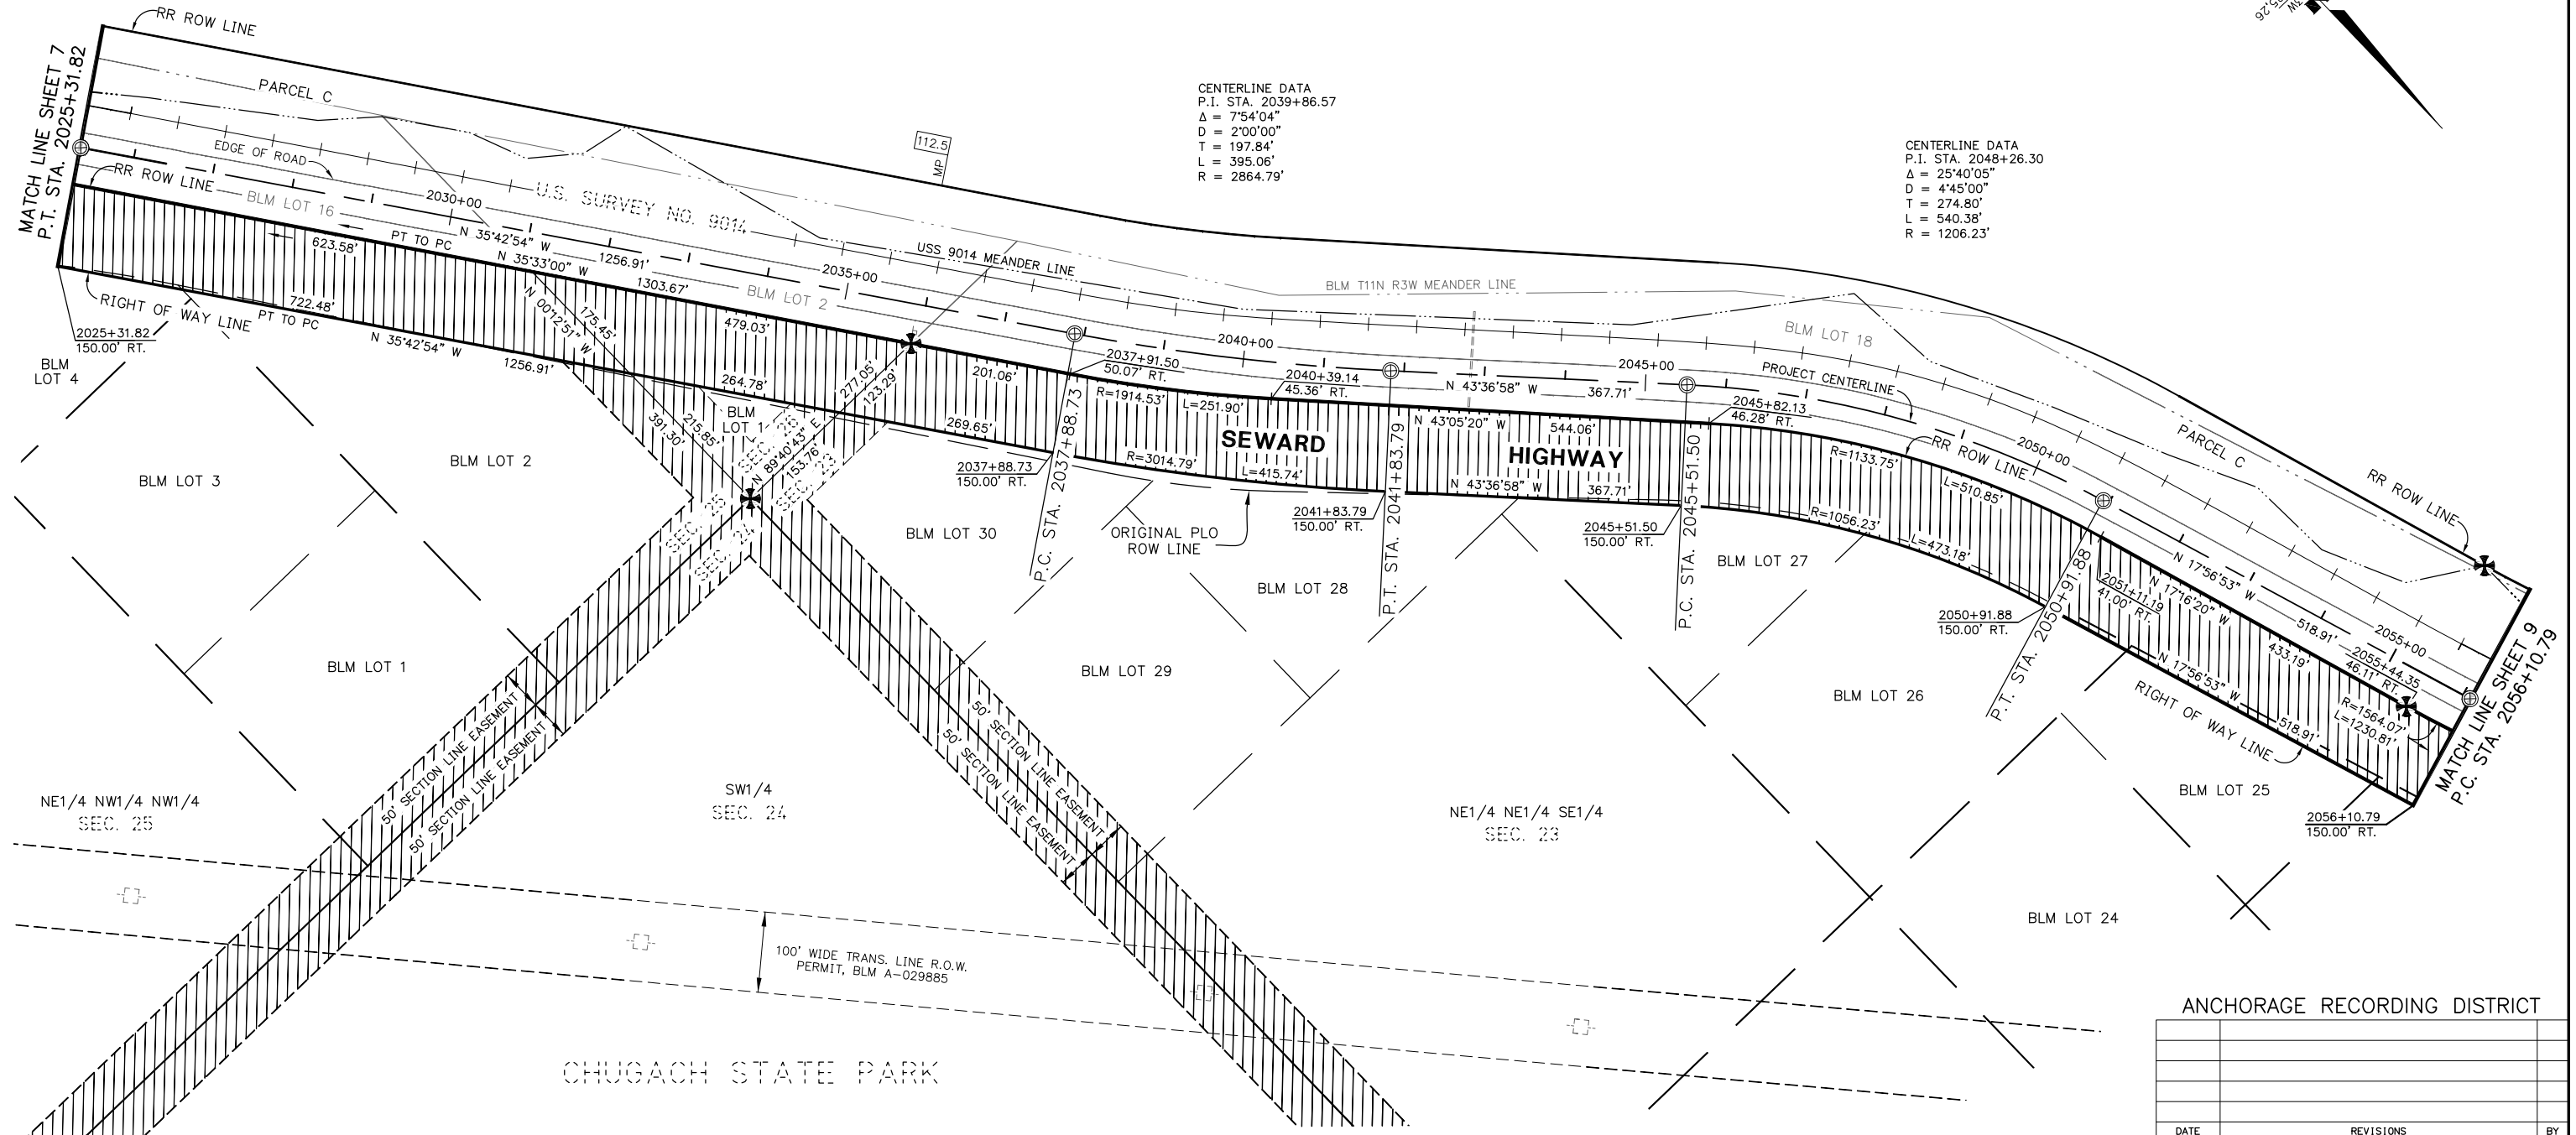 RR ROW LINE
MATCH LINE SHEET 7
P.T. STA. 2025+31.82
PARCEL C
EDGE OF ROAD
RR ROW LINE
BLM LOT 16
2030+00
U.S. SURVEY NO. 9014
N 35°42'54" W
1256.91'
623.58'
PT TO PC
N 35°33'00" W
1303.67'
2035+00
BLM LOT 2
112.5
MP
USS 9014 MEANDER LINE
CENTERLINE DATA
P.I. STA. 2039+86.57
Δ = 7°54'04"
D = 2°00'00"
T = 197.84'
L = 395.06'
R = 2864.79'
CENTERLINE DATA
P.I. STA. 2048+26.30
Δ = 25°40'05"
D = 4°45'00"
T = 274.80'
L = 540.38'
R = 1206.23'
BLM T11N R3W MEANDER LINE
BLM LOT 18
RIGHT OF WAY LINE
722.48'
PT TO PC
N 35°42'54" W
1256.91'
2025+31.82
150.00' RT.
BLM
LOT 4
N 00°12'51" W
175.45'
479.03'
264.78'
391.30'
215.85'
BLM
LOT 1
SEC. 26
SEC. 23
SEC. 25
SEC. 24
N 89°40'43" E
277.05'
123.29'
153.76'
201.06'
269.65'
2037+91.50
50.07' RT.
2037+88.73
150.00' RT.
P.C. STA. 2037+88.73
R=1914.53'
L=251.90'
R=3014.79'
L=415.74'
2040+00
2040+39.14
45.36' RT.
SEWARD
HIGHWAY
N 43°36'58" W
367.71'
2045+00
PROJECT CENTERLINE
N 43°05'20" W
544.06'
N 43°36'58" W
367.71'
2041+83.79
150.00' RT.
P.T. STA. 2041+83.79
2045+82.13
46.28' RT.
2045+51.50
150.00' RT.
P.C. STA. 2045+51.50
R=1133.75'
L=510.85'
R=1056.23'
L=473.18'
RR ROW LINE
2050+00
PARCEL C
RR ROW LINE
2050+91.88
150.00' RT.
P.T. STA. 2050+91.88
2051+11.19
41.00' RT.
N 17°16'20" W
433.19'
N 17°56'53" W
518.91'
2055+00
2055+44.35
46.11' RT.
R=1564.07'
L=1230.81'
N 17°56'53" W
518.91'
RIGHT OF WAY LINE
MATCH LINE SHEET 9
P.C. STA. 2056+10.79
2056+10.79
150.00' RT.
ORIGINAL PLO
ROW LINE
BLM LOT 3
BLM LOT 2
BLM LOT 1
BLM LOT 30
BLM LOT 28
BLM LOT 29
BLM LOT 27
BLM LOT 26
BLM LOT 25
BLM LOT 24
50' SECTION LINE EASEMENT
50' SECTION LINE EASEMENT
50' SECTION LINE EASEMENT
50' SECTION LINE EASEMENT
NE1/4 NW1/4 NW1/4
SEC. 25
SW1/4
SEC. 24
NE1/4 NE1/4 SE1/4
SEC. 23
100' WIDE TRANS. LINE R.O.W.
PERMIT, BLM A-029885
CHUGACH STATE PARK
ANCHORAGE RECORDING DISTRICT
DATE REVISIONS BY